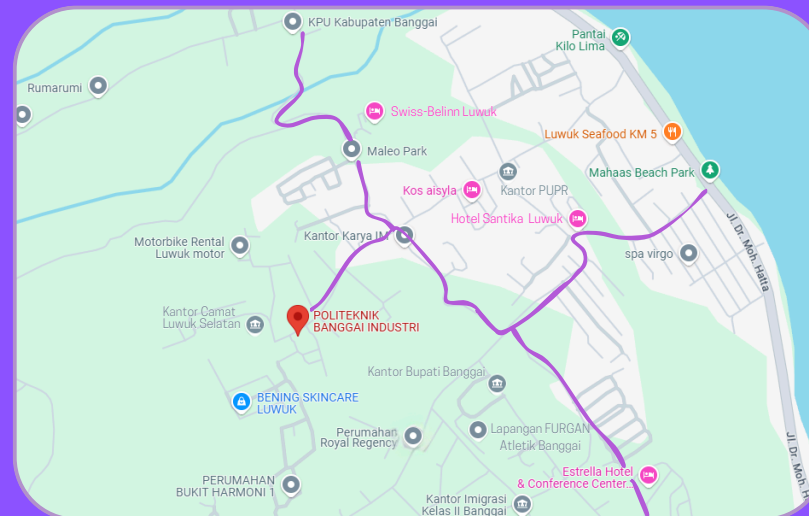 KPU Kabupaten Banggai
Pantai
Kilo Lima
Rumarumi
Swiss-Belinn Luwuk
Luwuk Seafood KM 5
Maleo Park
Mahaas Beach Park
Kos aisyla
Kantor PUPR
Hotel Santika Luwuk
Jl. Dr. Moh. Hatta
Kantor Karya IM
Motorbike Rental
Luwuk motor
spa virgo
Kantor Camat
Luwuk Selatan
POLITEKNIK
BANGGAI INDUSTRI
Kantor Bupati Banggai
BENING SKINCARE
LUWUK
Perumahan
Royal Regency
Lapangan FURGAN
Atletik Banggai
Jl. Dr. Moh. H
Estrella Hotel
& Conference Center...
PERUMAHAN
BUKIT HARMONI 1
Kantor Imigrasi
Kelas II Banggai